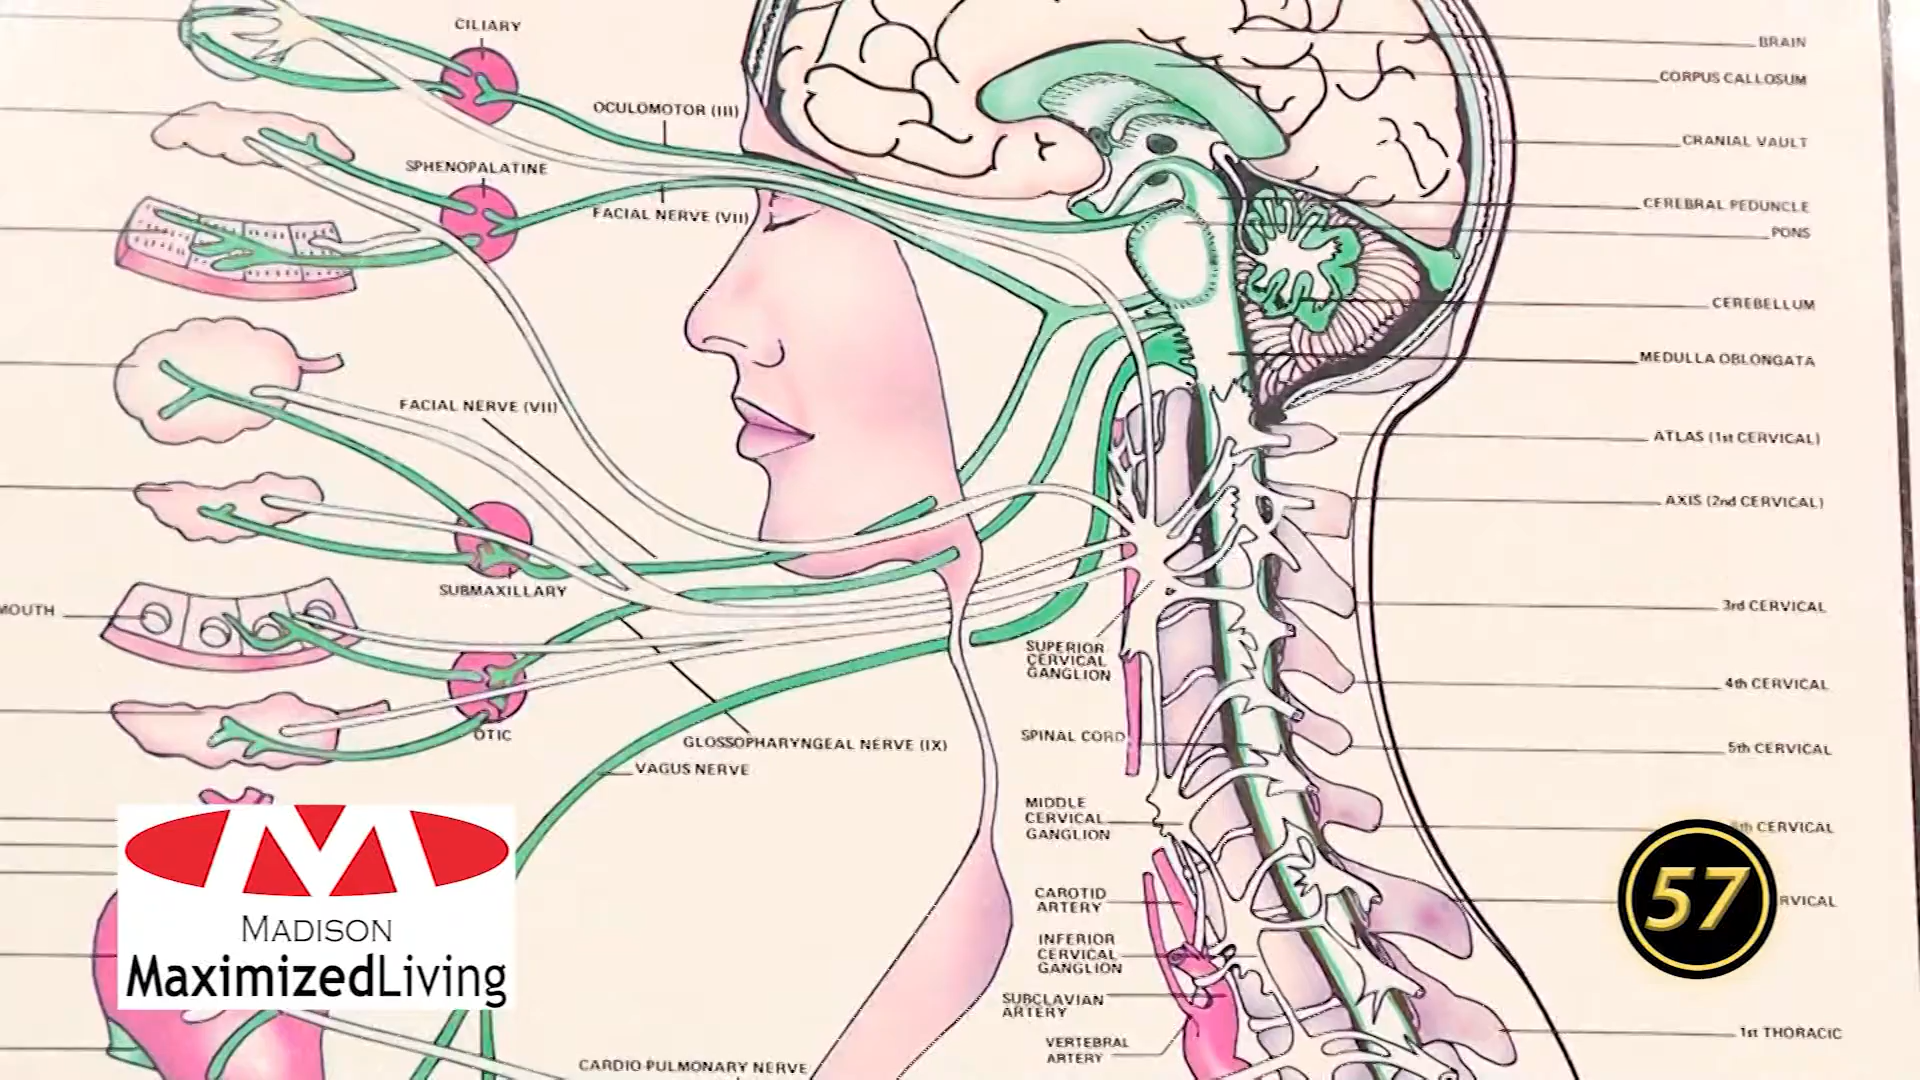 CILIARY
OCULOMOTOR (III)
SPHENOPALATINE
FACIAL NERVE (VII)
FACIAL NERVE (VII)
SUBMAXILLARY
MOUTH
OTIC
GLOSSOPHARYNGEAL NERVE (IX)
VAGUS NERVE
CARDIO-PULMONARY NERVE
SUPERIOR
CERVICAL
GANGLION
SPINAL CORD
MIDDLE
CERVICAL
GANGLION
CAROTID
ARTERY
INFERIOR
CERVICAL
GANGLION
SUBCLAVIAN
ARTERY
VERTEBRAL
ARTERY
BRAIN
CORPUS CALLOSUM
CRANIAL VAULT
CEREBRAL PEDUNCLE
PONS
CEREBELLUM
MEDULLA OBLONGATA
ATLAS (1st CERVICAL)
AXIS (2nd CERVICAL)
3rd CERVICAL
4th CERVICAL
5th CERVICAL
CERVICAL
RVICAL
1st THORACIC
MADISON
MaximizedLiving
57